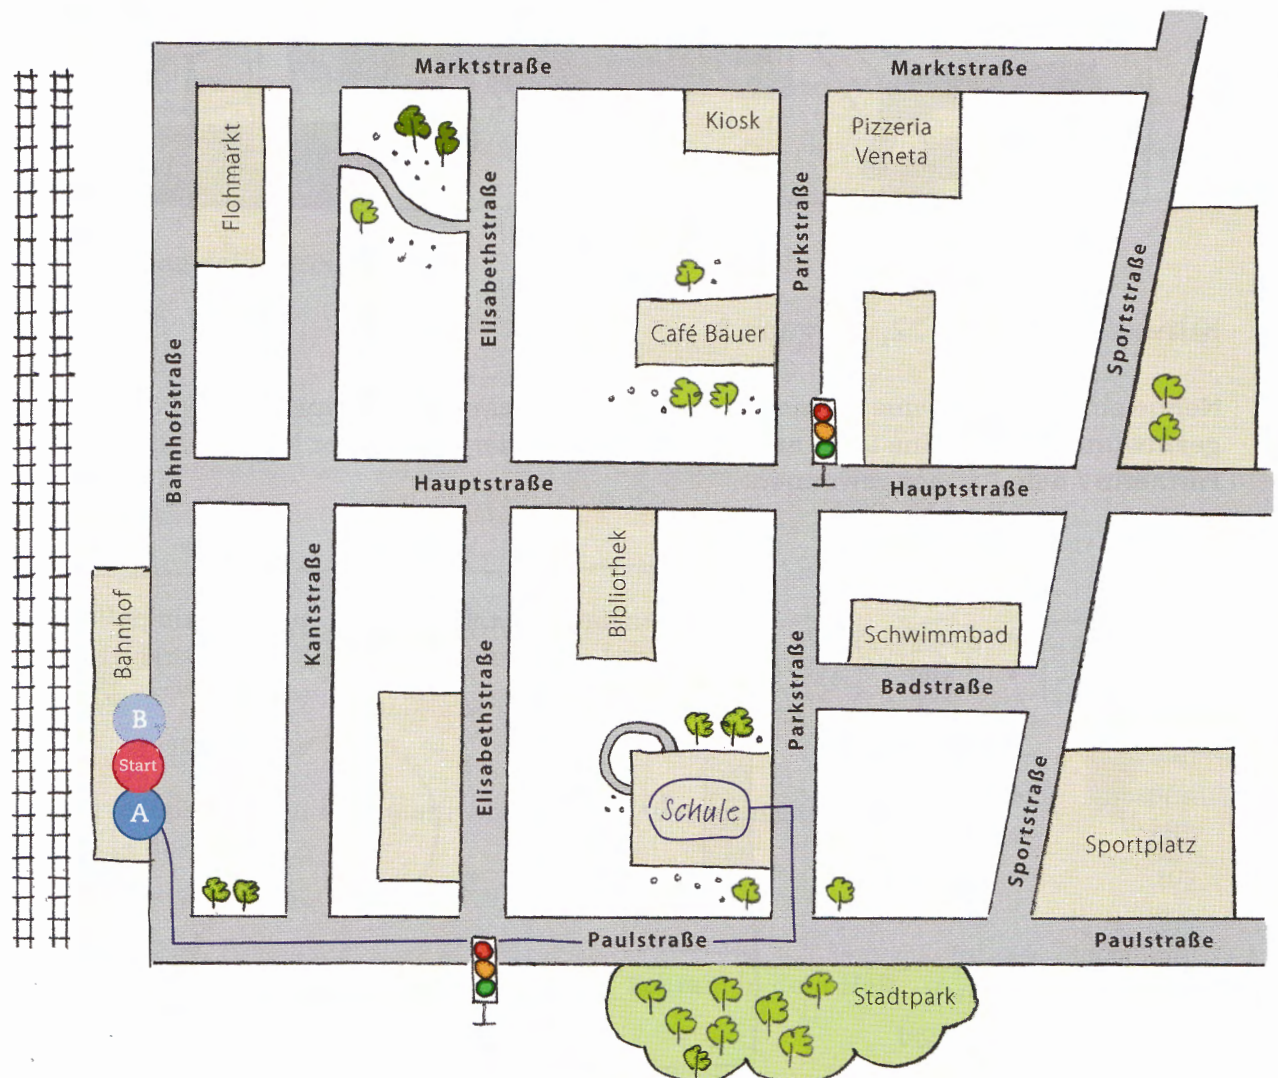 Marktstraße
Marktstraße
Flohmarkt
Kiosk
Pizzeria
Veneta
Elisabethstraße
Parkstraße
Sportstraße
Café Bauer
Bahnhofstraße
Hauptstraße
Hauptstraße
Bibliothek
Kantstraße
Bahnhof
Schwimmbad
Badstraße
Elisabethstraße
Parkstraße
B
Start
A
Schule
Sportstraße
Sportplatz
Paulstraße
Paulstraße
Stadtpark